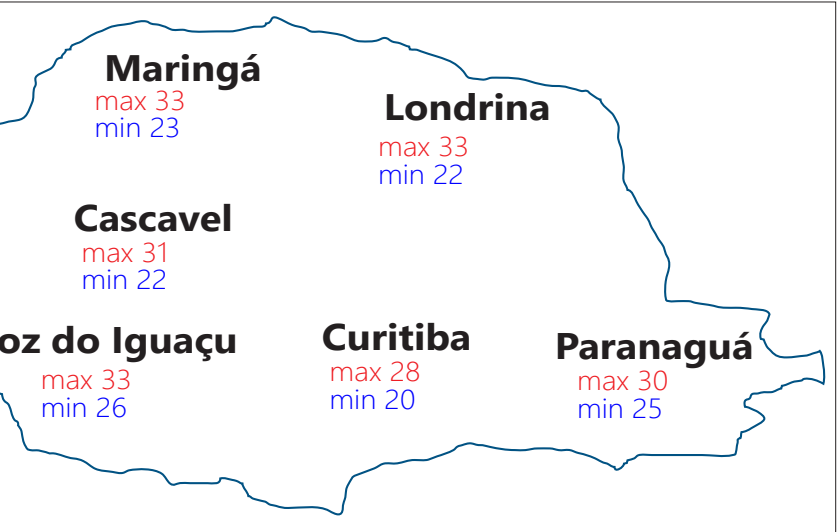 Maringá
max 33
min 23
Londrina
max 33
min 22
Cascavel
max 31
min 22
oz do Iguaçu
max 33
min 26
Curitiba
max 28
min 20
Paranaguá
max 30
min 25